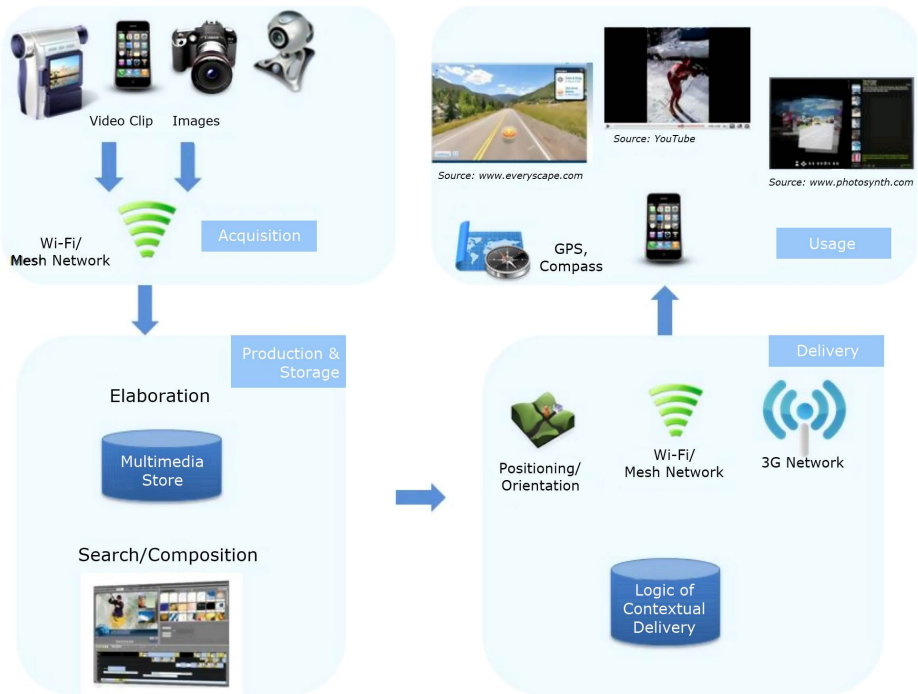 Video Clip
Images
Wi-Fi/
Mesh Network
Acquisition
Source: www.everyscape.com
Source: YouTube
Source: www.photosynth.com
GPS,
Compass
Usage
Production &
Storage
Elaboration
Multimedia
Store
Search/Composition
Delivery
Positioning/
Orientation
Wi-Fi/
Mesh Network
3G Network
Logic of
Contextual
Delivery